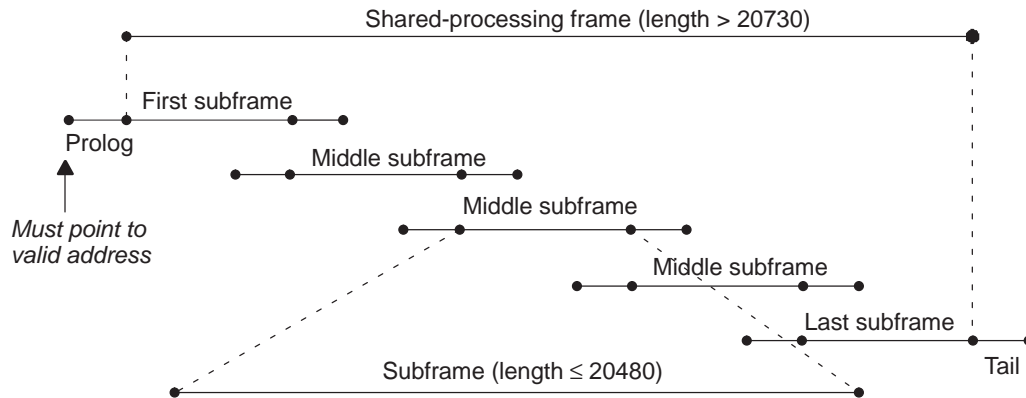 Shared-processing frame (length > 20730)
First subframe
Prolog
Middle subframe
Must point to
valid address
Middle subframe
Middle subframe
Last subframe
Tail
Subframe (length ≤ 20480)